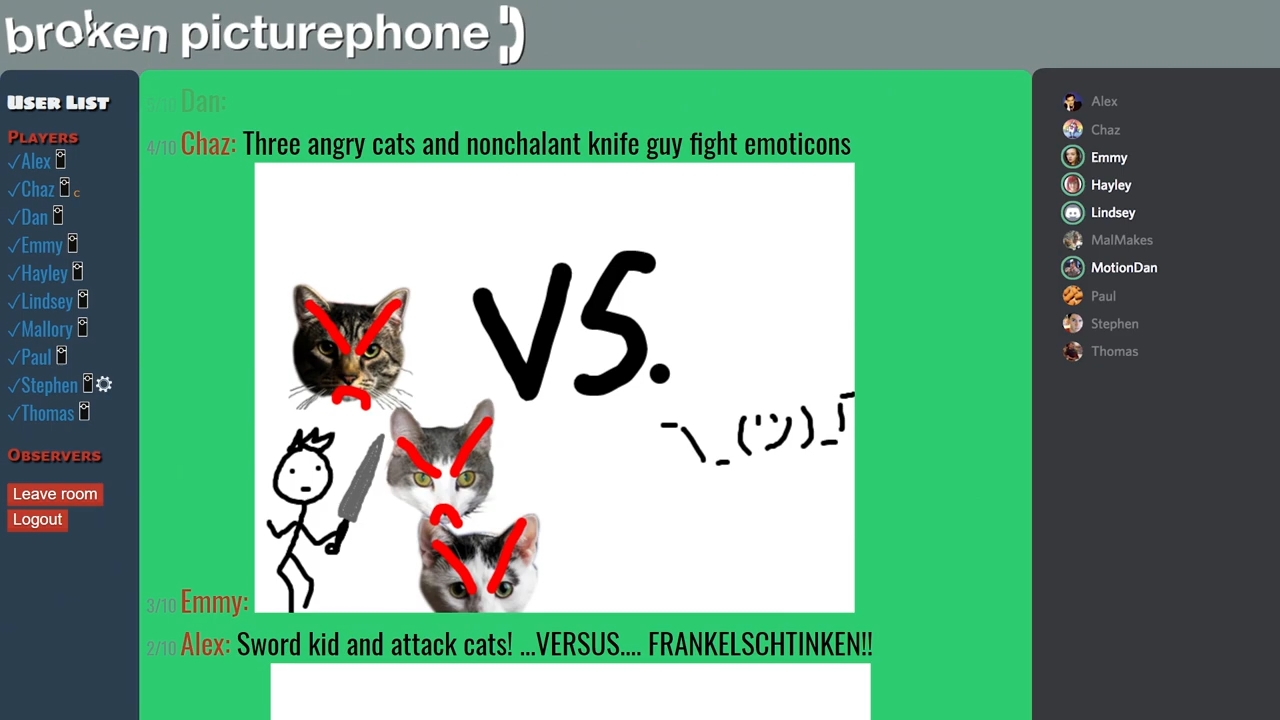 broken picturephone
USER LIST
PLAYERS
✓Alex
✓Chaz c
✓Dan
✓Emmy
✓Hayley
✓Lindsey
✓Mallory
✓Paul
✓Stephen
✓Thomas
OBSERVERS
Leave room
Logout
5/10 Dan:
4/10 Chaz: Three angry cats and nonchalant knife guy fight emoticons
VS.
¯\_(ツ)_/¯
3/10 Emmy:
2/10 Alex: Sword kid and attack cats! ...VERSUS.... FRANKELSCHTINKEN!!
Alex
Chaz
Emmy
Hayley
Lindsey
MalMakes
MotionDan
Paul
Stephen
Thomas